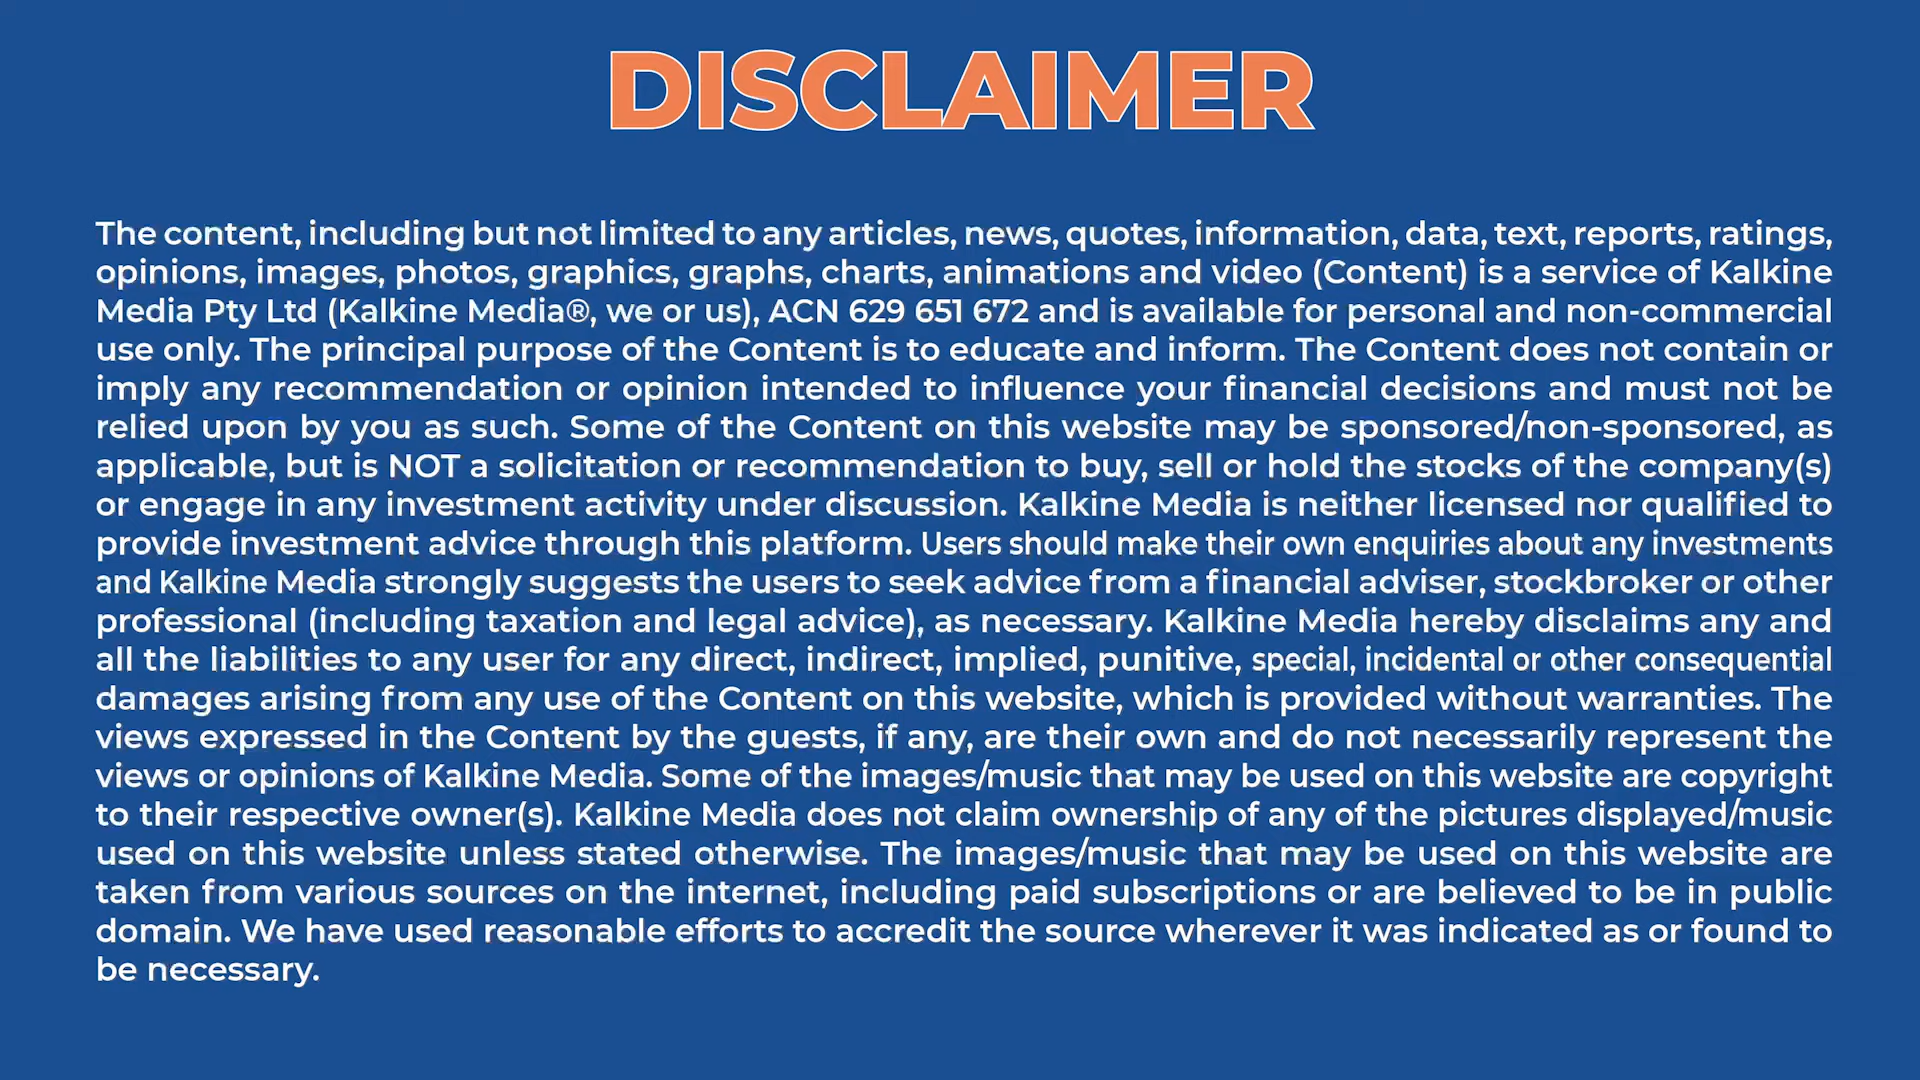 DISCLAIMER
The content, including but not limited to any articles, news, quotes, information, data, text, reports, ratings,
opinions, images, photos, graphics, graphs, charts, animations and video (Content) is a service of Kalkine
Media Pty Ltd (Kalkine Media®, we or us), ACN 629 651 672 and is available for personal and non-commercial
use only. The principal purpose of the Content is to educate and inform. The Content does not contain or
imply any recommendation or opinion intended to influence your financial decisions and must not be
relied upon by you as such. Some of the Content on this website may be sponsored/non-sponsored, as
applicable, but is NOT a solicitation or recommendation to buy, sell or hold the stocks of the company(s)
or engage in any investment activity under discussion. Kalkine Media is neither licensed nor qualified to
provide investment advice through this platform. Users should make their own enquiries about any investments
and Kalkine Media strongly suggests the users to seek advice from a financial adviser, stockbroker or other
professional (including taxation and legal advice), as necessary. Kalkine Media hereby disclaims any and
all the liabilities to any user for any direct, indirect, implied, punitive, special, incidental or other consequential
damages arising from any use of the Content on this website, which is provided without warranties. The
views expressed in the Content by the guests, if any, are their own and do not necessarily represent the
views or opinions of Kalkine Media. Some of the images/music that may be used on this website are copyright
to their respective owner(s). Kalkine Media does not claim ownership of any of the pictures displayed/music
used on this website unless stated otherwise. The images/music that may be used on this website are
taken from various sources on the internet, including paid subscriptions or are believed to be in public
domain. We have used reasonable efforts to accredit the source wherever it was indicated as or found to
be necessary.